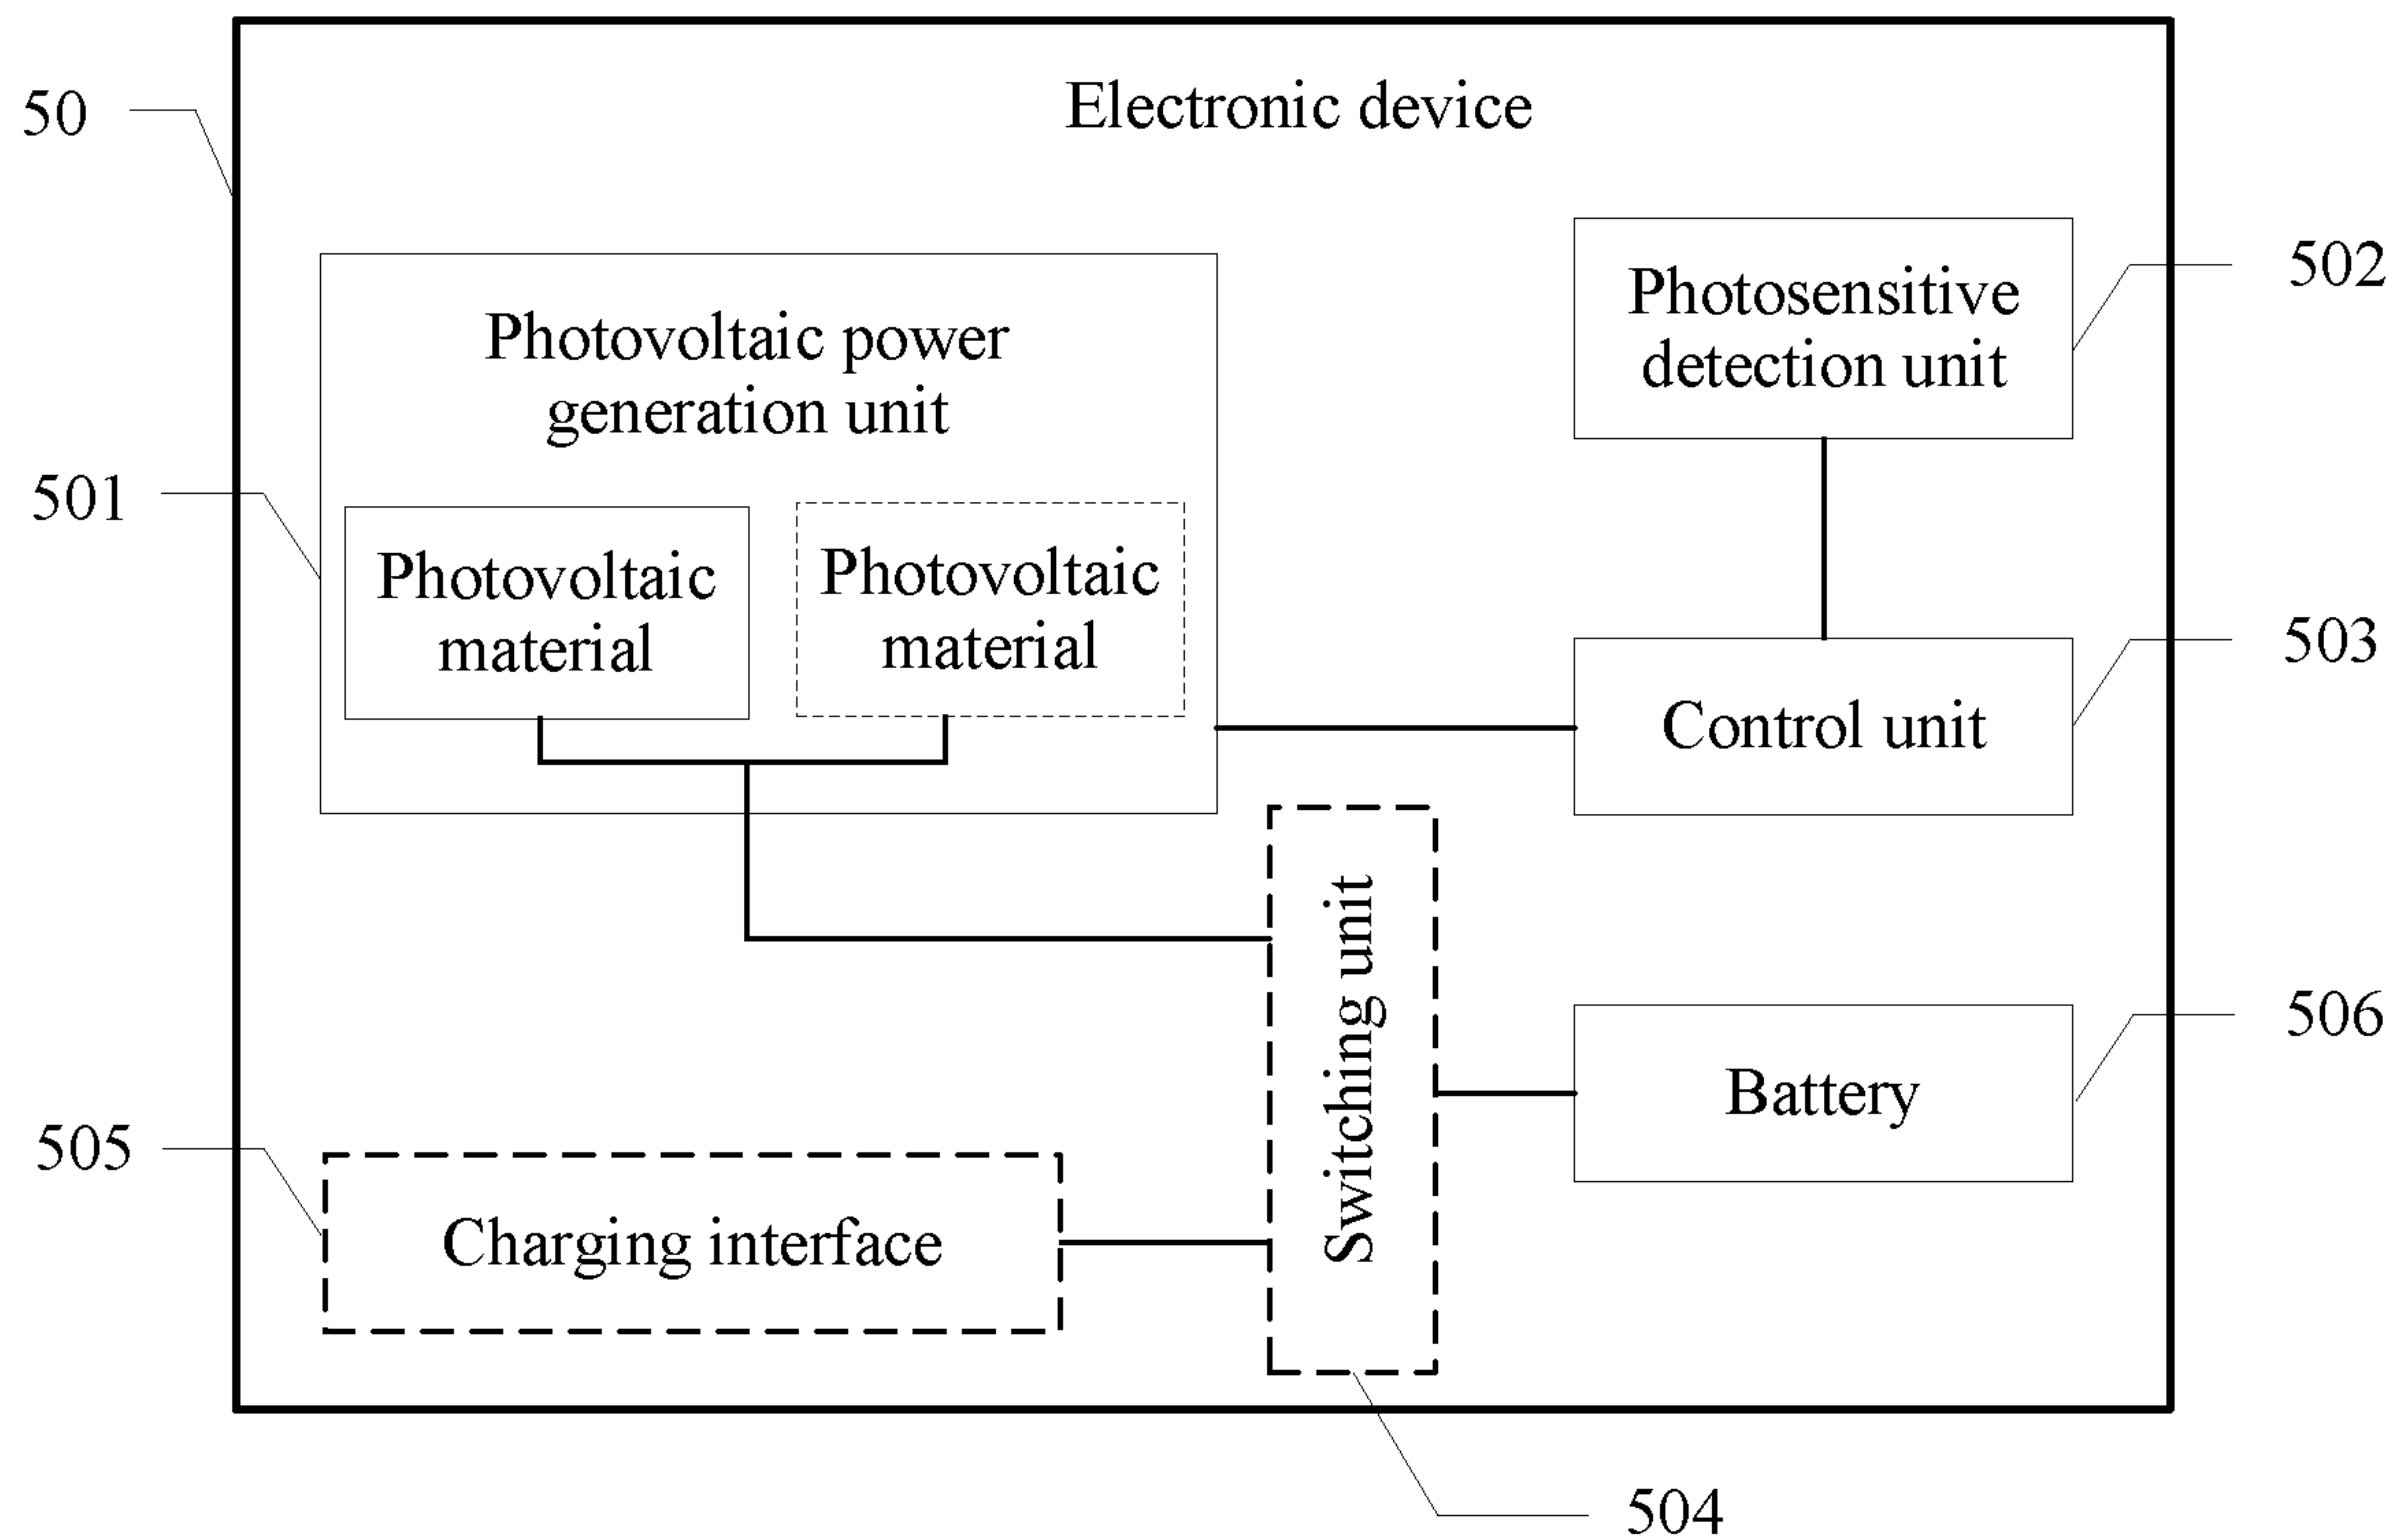 50
Electronic device
502
Photosensitive
detection unit
Photovoltaic power
generation unit
501
Photovoltaic
material
Photovoltaic
material
503
Control unit
Switching unit
506
Battery
505
Charging interface
504